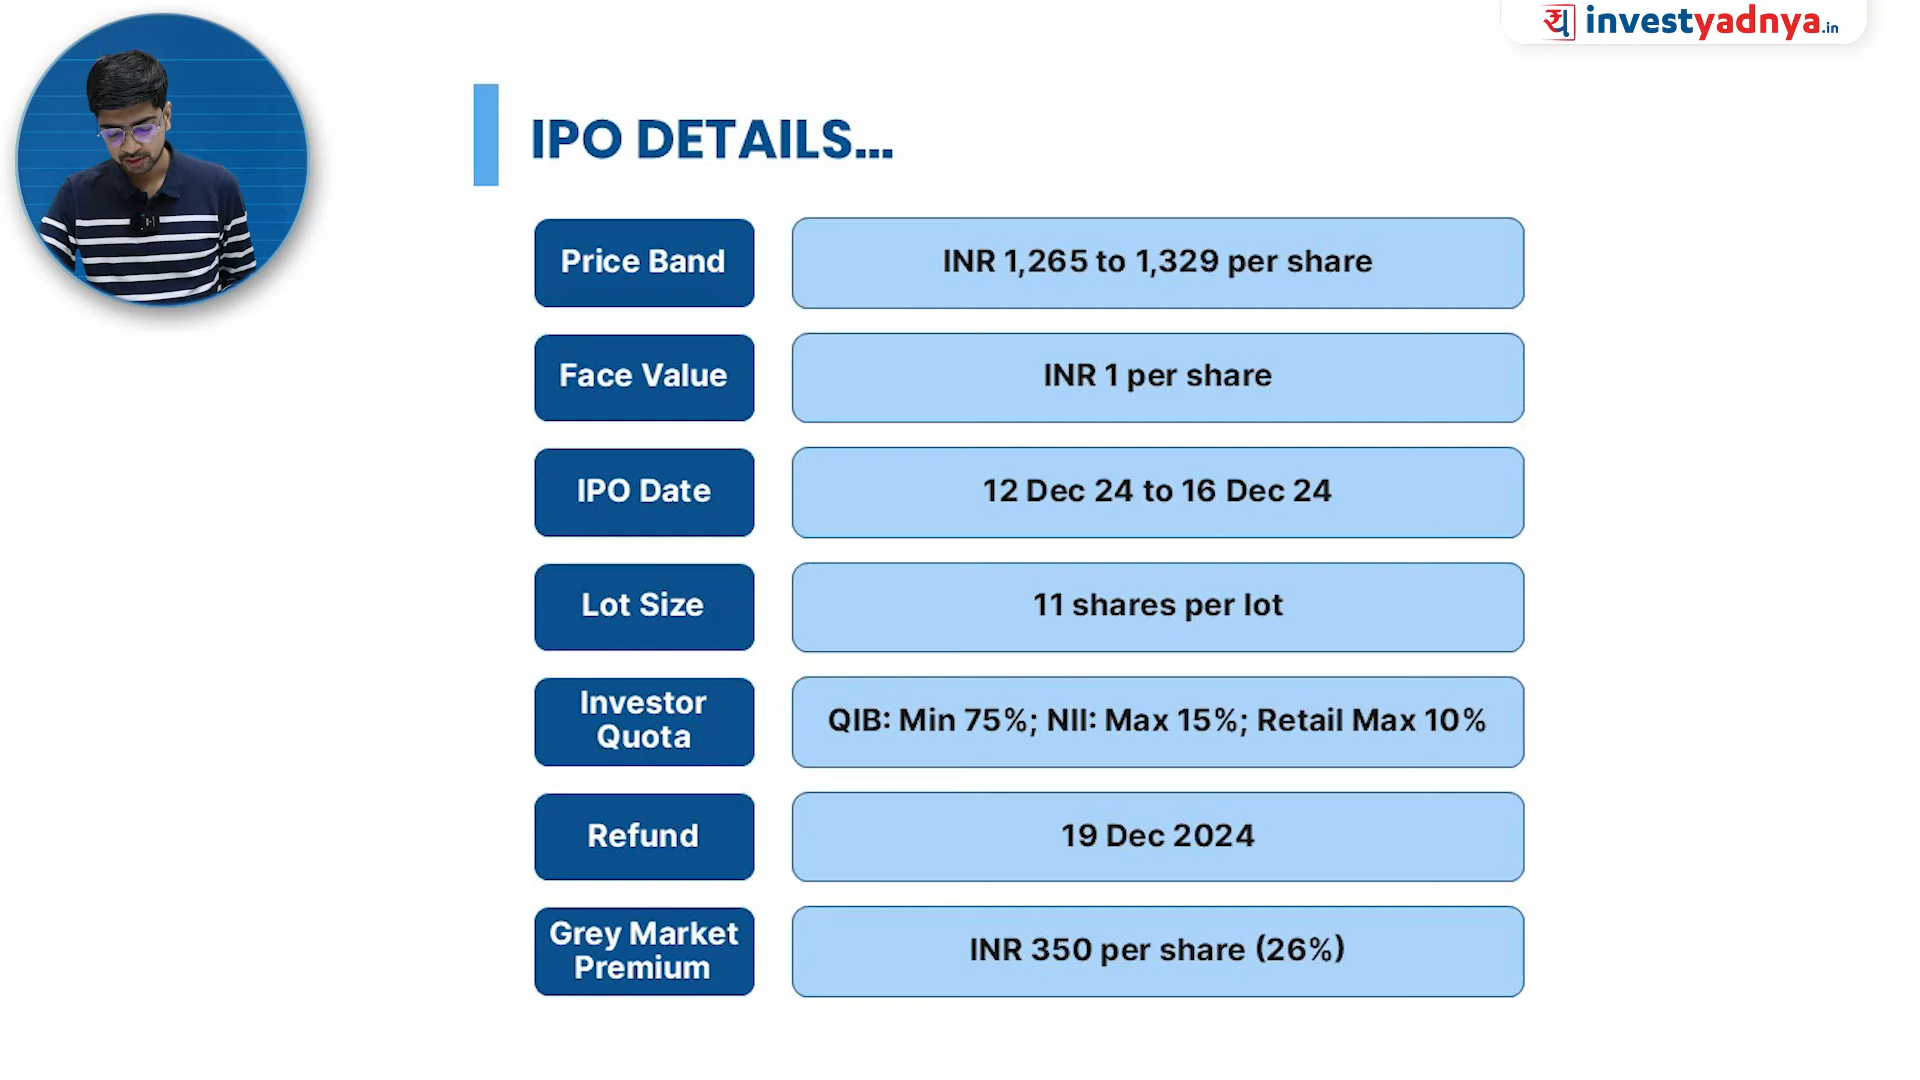 investyadnya.in
IPO DETAILS...
Price Band
INR 1,265 to 1,329 per share
Face Value
INR 1 per share
IPO Date
12 Dec 24 to 16 Dec 24
Lot Size
11 shares per lot
Investor
Quota
QIB: Min 75%; NII: Max 15%; Retail Max 10%
Refund
19 Dec 2024
Grey Market
Premium
INR 350 per share (26%)